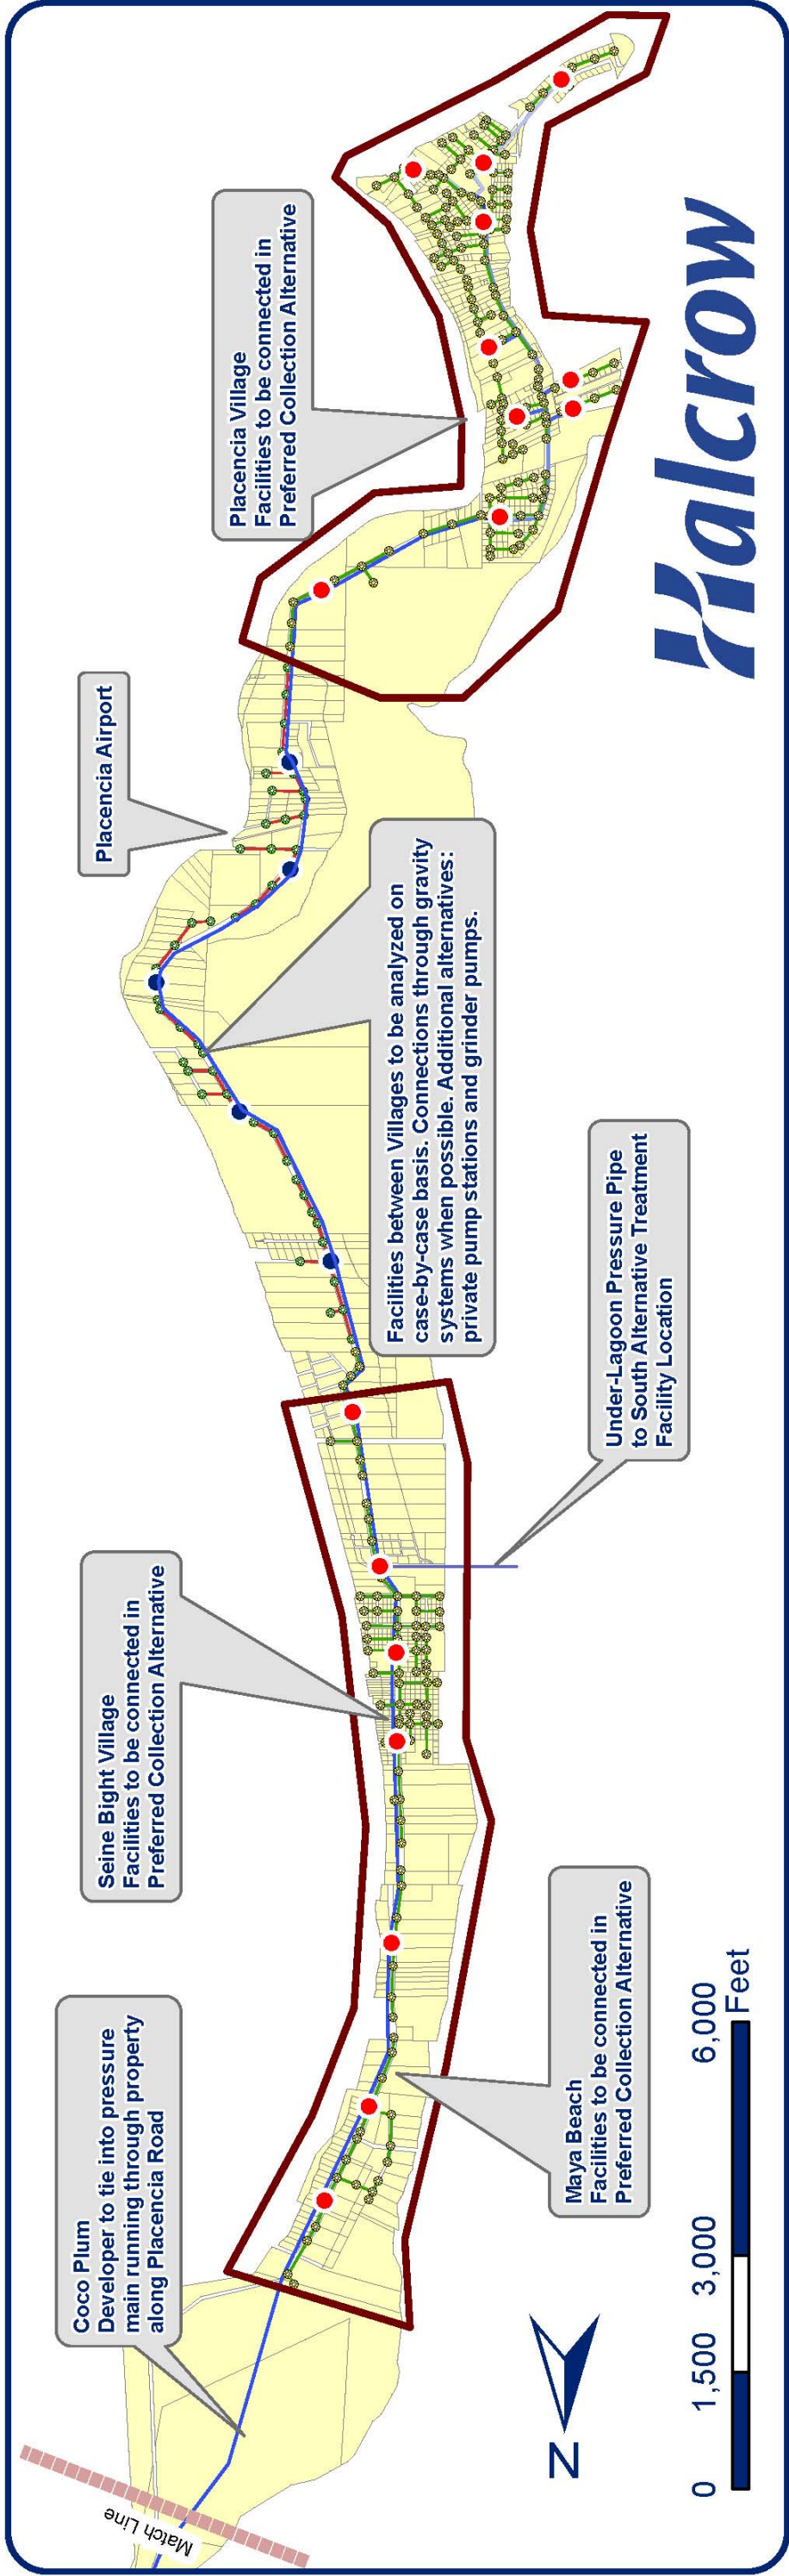 Coco Plum
Developer to tie into pressure
main running through property
along Placencia Road
Seine Bight Village
Facilities to be connected in
Preferred Collection Alternative
Placencia Airport
Placencia Village
Facilities to be connected in
Preferred Collection Alternative
Match Line
Facilities between Villages to be analyzed on
case-by-case basis. Connections through gravity
systems when possible. Additional alternatives:
private pump stations and grinder pumps.
Maya Beach
Facilities to be connected in
Preferred Collection Alternative
Under-Lagoon Pressure Pipe
to South Alternative Treatment
Facility Location
N
0 1,500 3,000 6,000
Feet
Halcrow